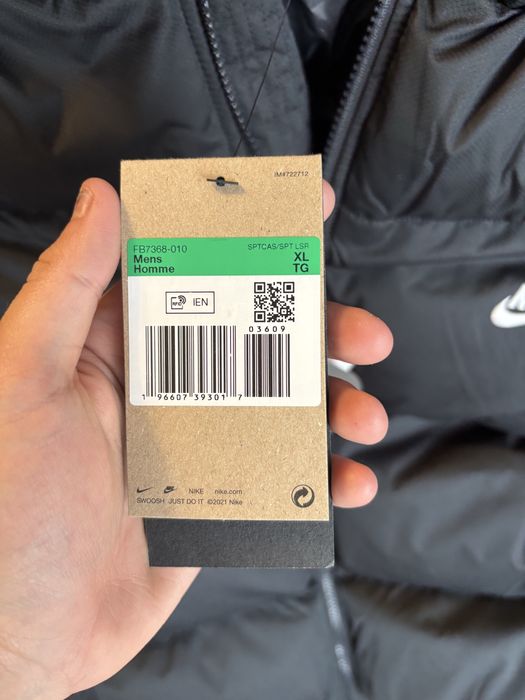 IM#722712
FB7368-010 SPTCAS/SPT LSR
Mens XL
Homme TG
RFID IEN
03609
1 96607 39301 7
NIKE nike.com
SWOOSH JUST DO IT ©2021 Nike